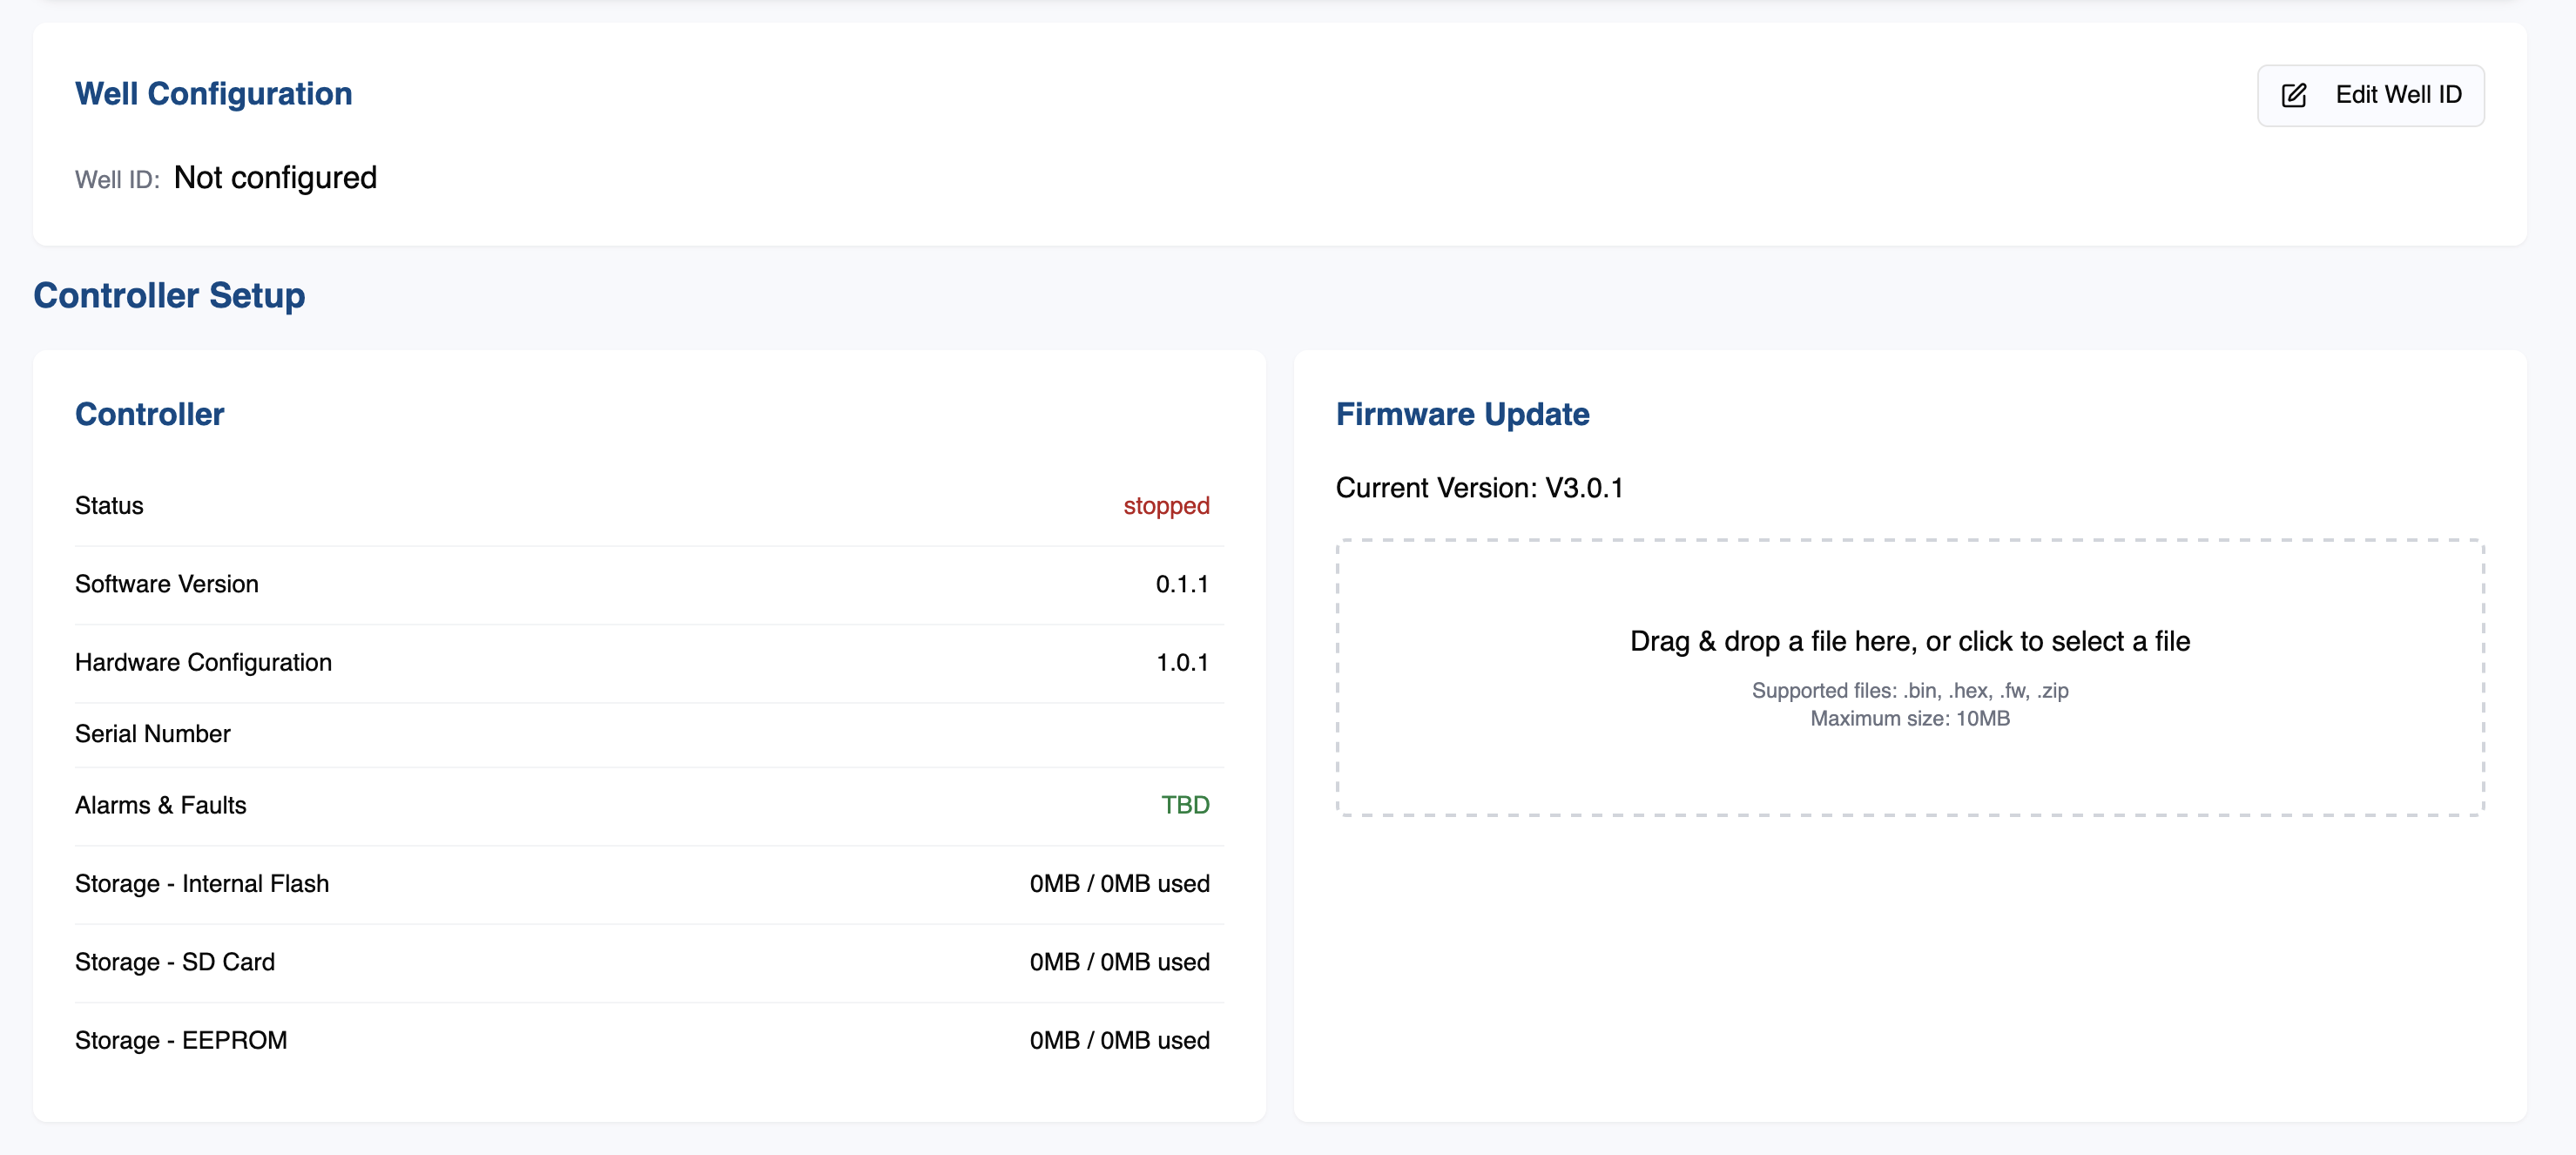 Well Configuration
Edit Well ID
Well ID: Not configured
Controller Setup
Controller
Status stopped
Software Version 0.1.1
Hardware Configuration 1.0.1
Serial Number
Alarms & Faults TBD
Storage - Internal Flash 0MB / 0MB used
Storage - SD Card 0MB / 0MB used
Storage - EEPROM 0MB / 0MB used
Firmware Update
Current Version: V3.0.1
Drag & drop a file here, or click to select a file
Supported files: .bin, .hex, .fw, .zip
Maximum size: 10MB